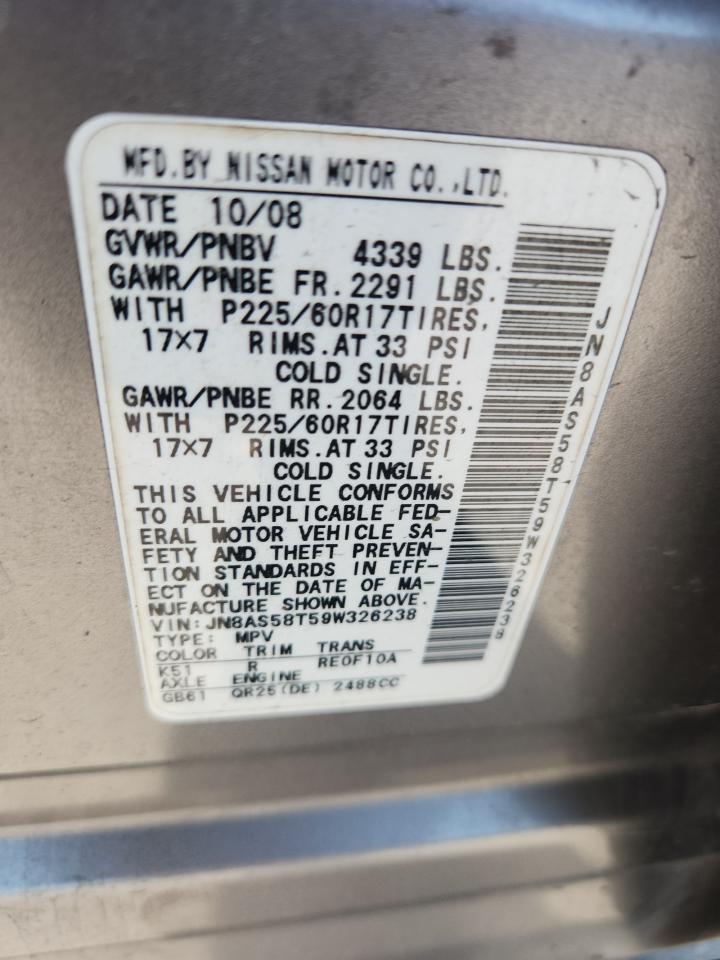 MFD.BY NISSAN MOTOR CO.,LTD.
DATE 10/08
GVWR/PNBV 4339 LBS.
GAWR/PNBE FR.2291 LBS.
WITH P225/60R17TIRES,
17×7 RIMS.AT 33 PSI
COLD SINGLE.
GAWR/PNBE RR.2064 LBS.
WITH P225/60R17TIRES,
17×7 RIMS.AT 33 PSI
COLD SINGLE.
THIS VEHICLE CONFORMS
TO ALL APPLICABLE FED-
ERAL MOTOR VEHICLE SA-
FETY AND THEFT PREVEN-
TION STANDARDS IN EFF-
ECT ON THE DATE OF MA-
NUFACTURE SHOWN ABOVE.
VIN:JN8AS58T59W326238
TYPE: MPV
COLOR TRIM TRANS
K51 R RE0F10A
AXLE ENGINE
GB61 QR25(DE) 2488CC
JN8AS58T59W326238